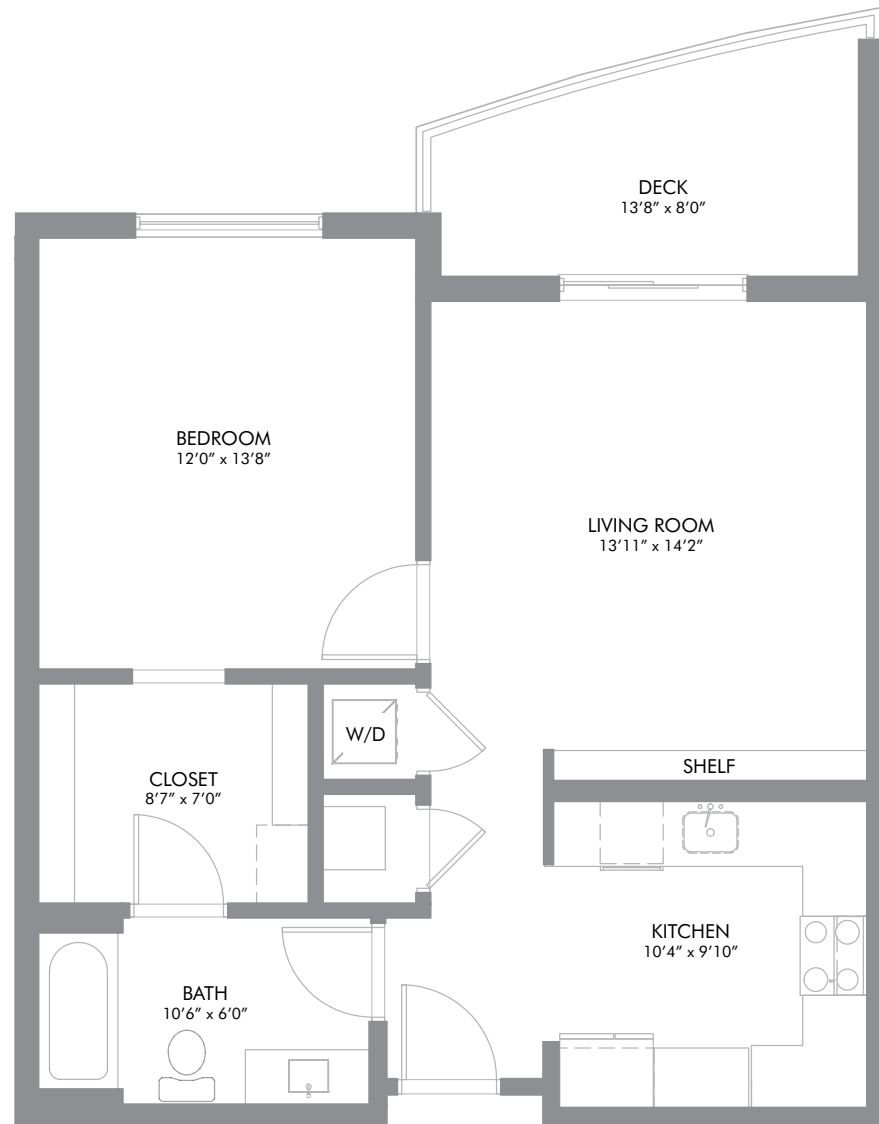 DECK
13’8” x 8’0”
BEDROOM
12’0” x 13’8”
LIVING ROOM
13’11” x 14’2”
W/D
SHELF
CLOSET
8’7” x 7’0”
KITCHEN
10’4” x 9’10”
BATH
10’6” x 6’0”